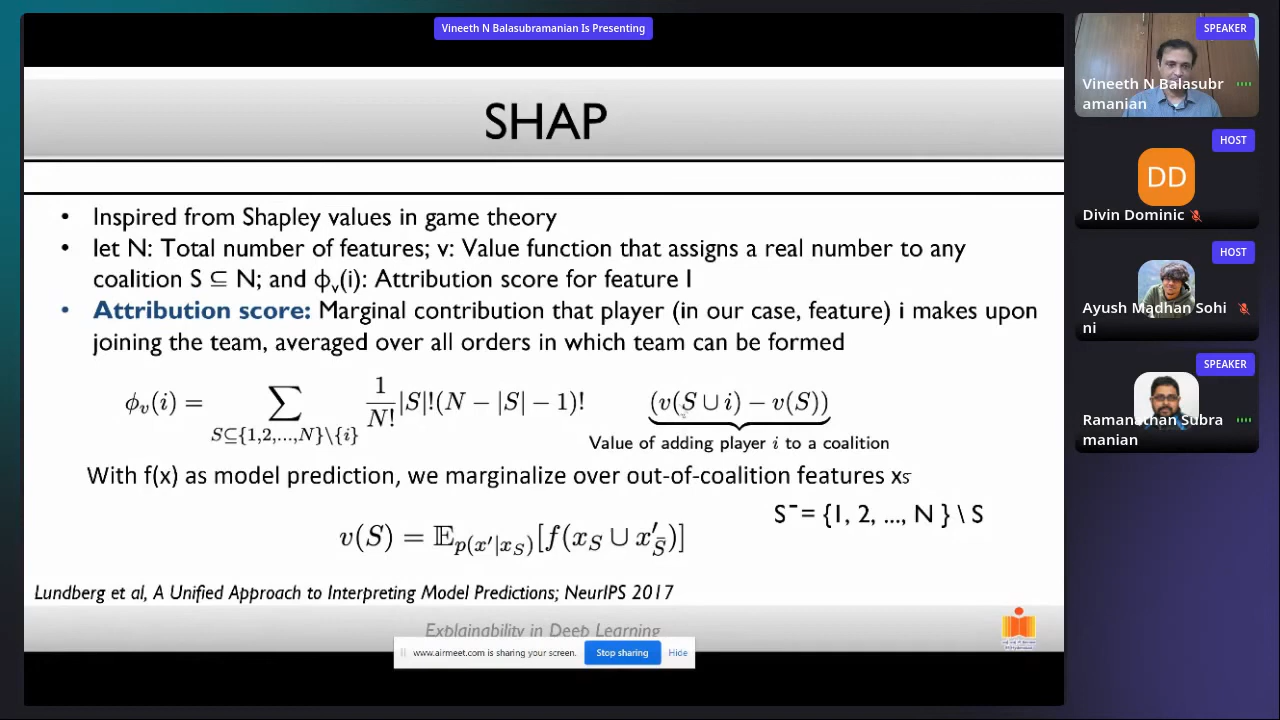 Vineeth N Balasubramanian Is Presenting
SHAP
• Inspired from Shapley values in game theory
• let N: Total number of features; v: Value function that assigns a real number to any
coalition S ⊆ N; and ϕᵥ(i): Attribution score for feature I
• Attribution score: Marginal contribution that player (in our case, feature) i makes upon
joining the team, averaged over all orders in which team can be formed
ϕ_v(i) = ∑_{S⊆{1,2,...,N}\{i}} 1/N! |S|!(N − |S| − 1)! (v(S ∪ i) − v(S))
Value of adding player i to a coalition
With f(x) as model prediction, we marginalize over out-of-coalition features x_S̄
S¯ = {1, 2, ..., N } \ S
v(S) = 𝔼_{p(x′|x_S)}[f(x_S ∪ x′_S̄)]
Lundberg et al, A Unified Approach to Interpreting Model Predictions; NeurIPS 2017
Explainability in Deep Learning
www.airmeet.com is sharing your screen.
Stop sharing
Hide
SPEAKER
Vineeth N Balasubr
amanian
HOST
DD
Divin Dominic
HOST
Ayush Madhan Sohi
ni
SPEAKER
Ramanathan Subra
manian